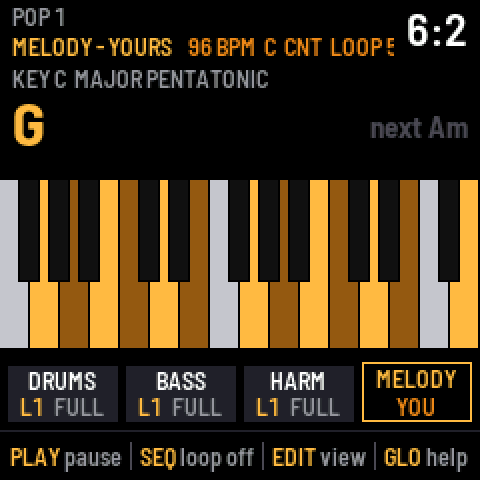 POP 1
6:2
MELODY - YOURS 96 BPM C CNT LOOP 5
KEY C MAJOR PENTATONIC
G
next Am
DRUMS BASS HARM MELODY
L1 FULL L1 FULL L1 FULL YOU
PLAY pause SEQ loop off EDIT view GLO help